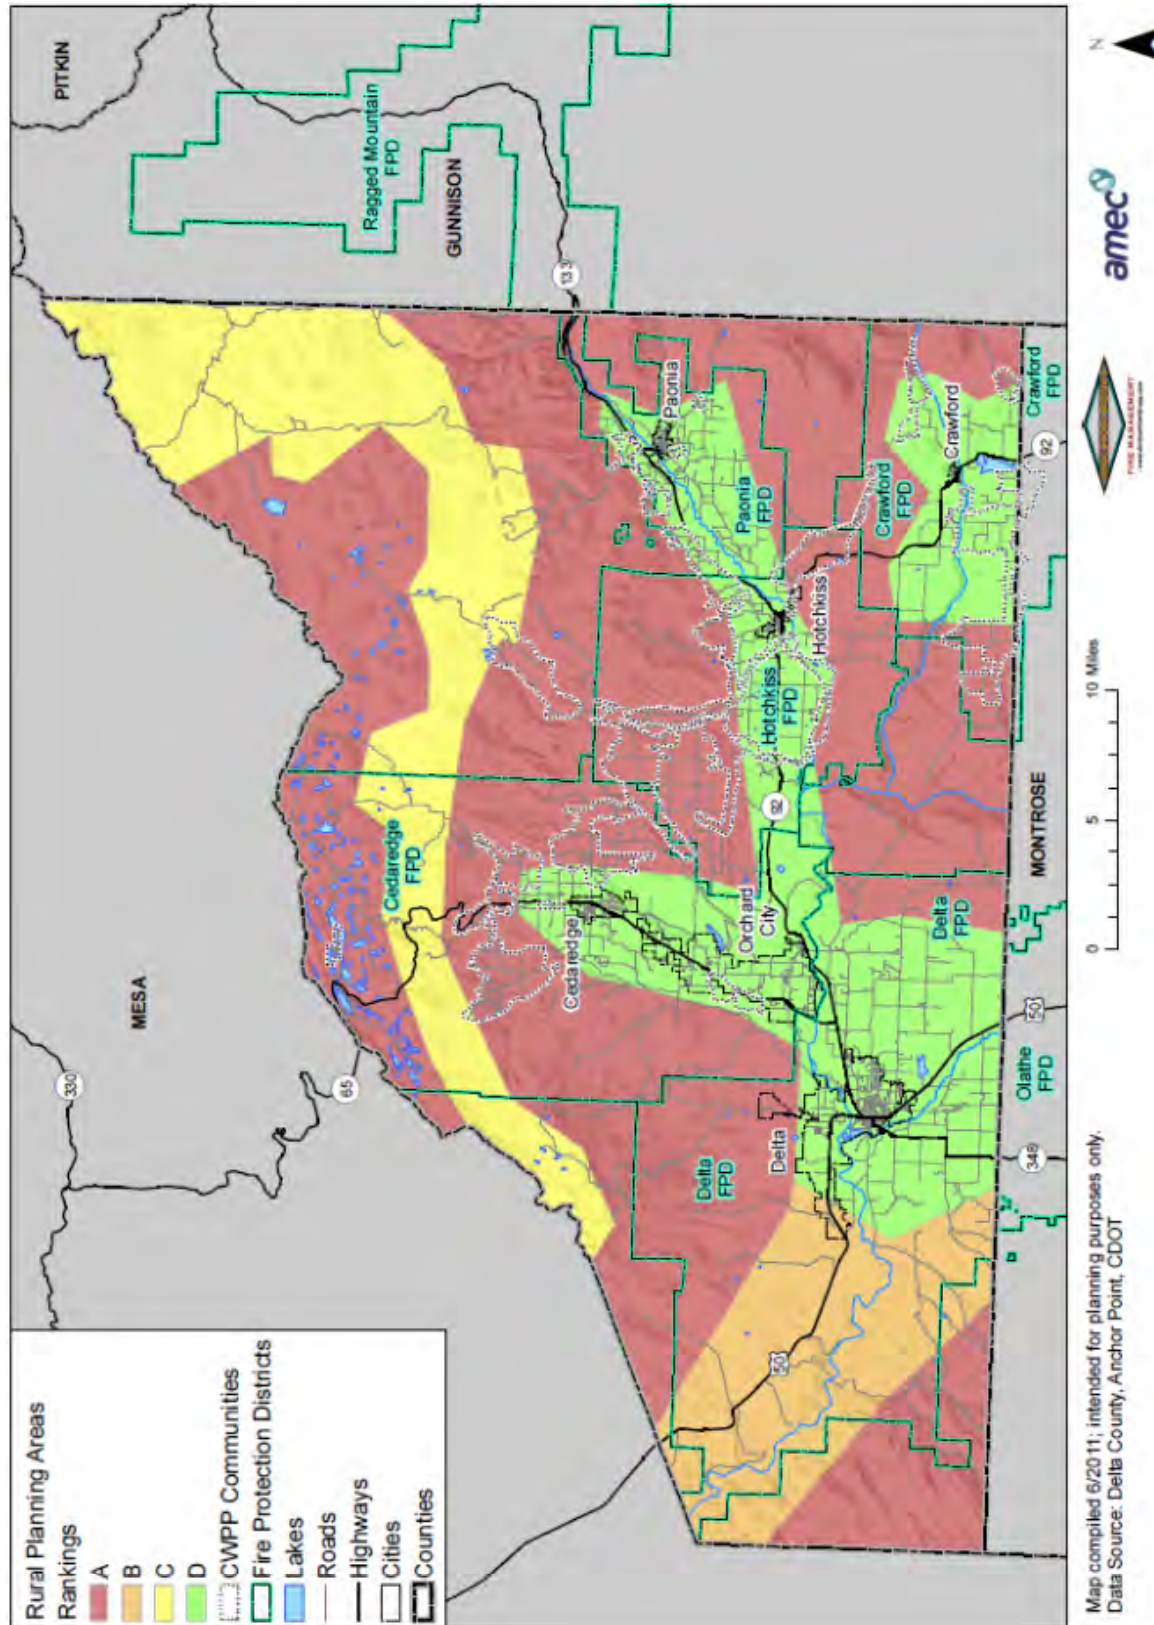 Rural Planning Areas
Rankings
A
B
C
D
CWPP Communities
Fire Protection Districts
Lakes
Roads
Highways
Cities
Counties
MESA
PITKIN
GUNNISON
MONTROSE
330
65
133
92
92
50
50
348
Ragged Mountain
FPD
Cedaredge
FPD
Cedaredge
Orchard
City
Delta
FPD
Delta
Delta
FPD
Olathe
FPD
Hotchkiss
FPD
Hotchkiss
Paonia
Paonia
FPD
Crawford
FPD
Crawford
Crawford
FPD
0 5 10 Miles
N
amec
FIRE MANAGEMENT
Map compiled 6/2011; intended for planning purposes only.
Data Source: Delta County, Anchor Point, CDOT